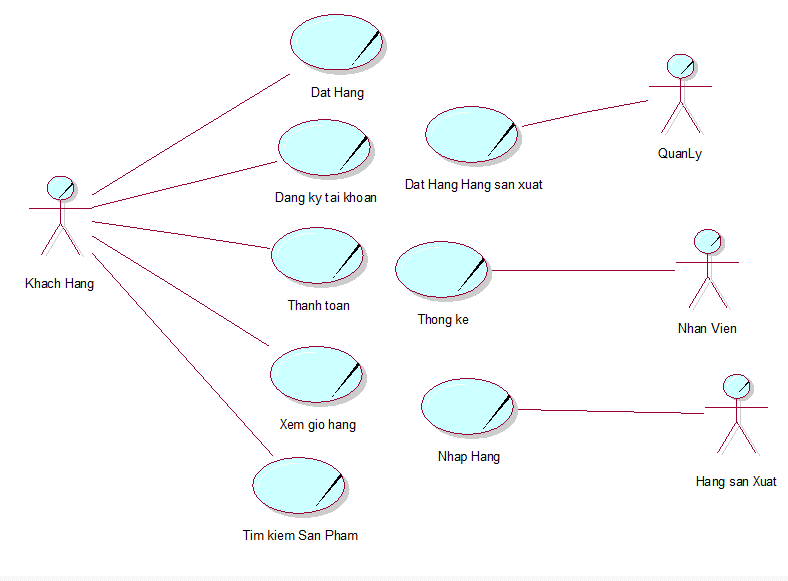 Dat Hang
Dang ky tai khoan
Khach Hang
Thanh toan
Xem gio hang
Tim kiem San Pham
QuanLy
Dat Hang Hang san xuat
Thong ke
Nhan Vien
Nhap Hang
Hang san Xuat